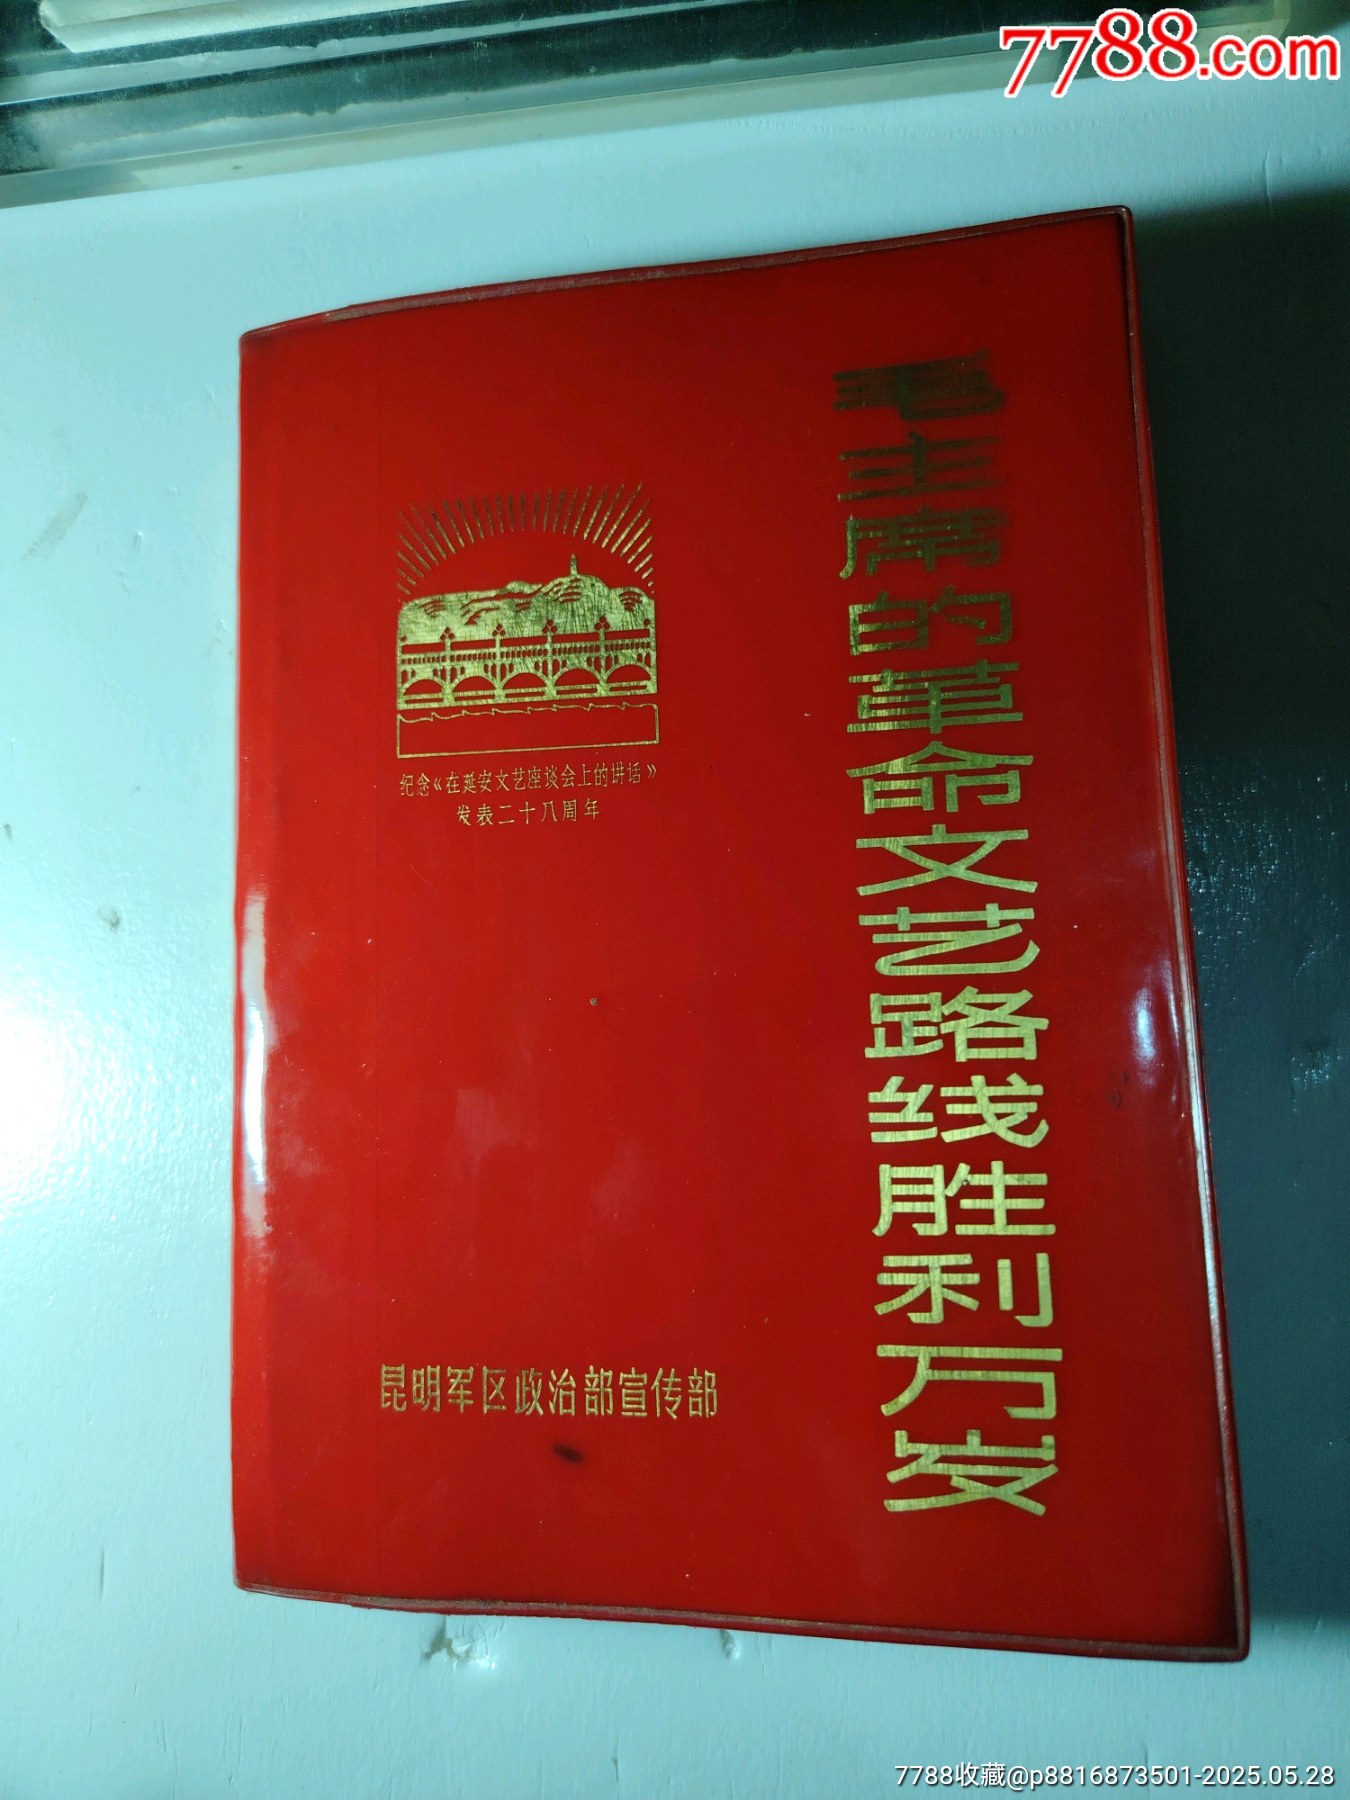 7788.com
毛主席的革命文艺路线胜利万岁
纪念《在延安文艺座谈会上的讲话》
发表二十八周年
昆明军区政治部宣传部
7788收藏@p8816873501-2025.05.28